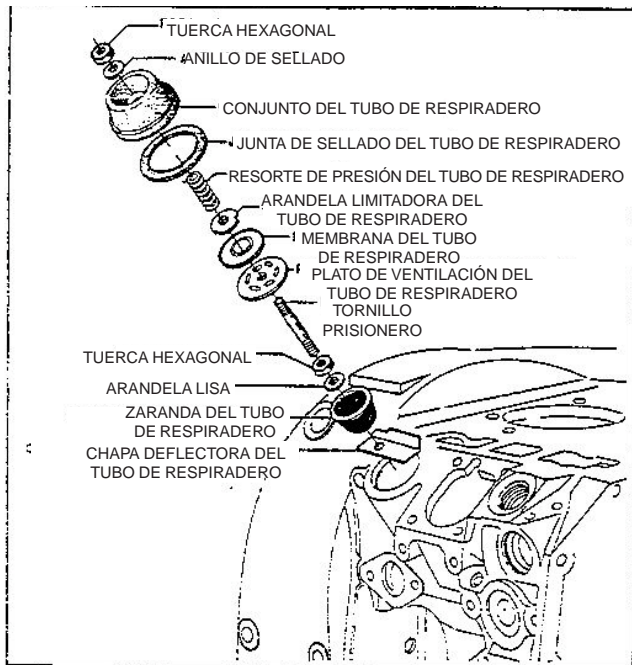 TUERCA HEXAGONAL
ANILLO DE SELLADO
CONJUNTO DEL TUBO DE RESPIRADERO
JUNTA DE SELLADO DEL TUBO DE RESPIRADERO
RESORTE DE PRESIÓN DEL TUBO DE RESPIRADERO
ARANDELA LIMITADORA DEL
TUBO DE RESPIRADERO
MEMBRANA DEL TUBO
DE RESPIRADERO
PLATO DE VENTILACIÓN DEL
TUBO DE RESPIRADERO
TORNILLO
PRISIONERO
TUERCA HEXAGONAL
ARANDELA LISA
ZARANDA DEL TUBO
DE RESPIRADERO
CHAPA DEFLECTORA DEL
TUBO DE RESPIRADERO